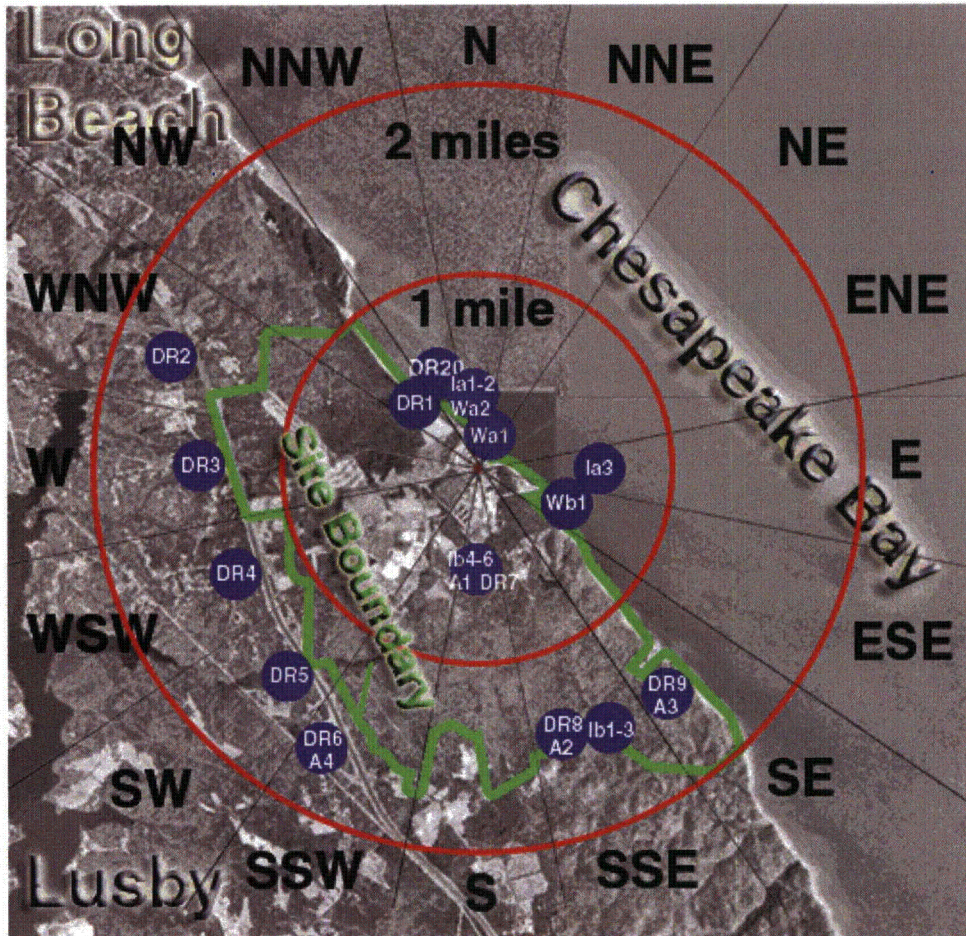 Long
Beach
NNW
N
NNE
NW
2 miles
NE
Chesapeake Bay
WNW
1 mile
ENE
DR2
DR20
Ia1-2
DR1
Wa2
Wa1
Site Boundary
W
DR3
Ia3
E
Wb1
DR4
Ib4-6
A1 DR7
WSW
ESE
DR5
DR9
A3
DR6
A4
DR8
A2
Ib1-3
SW
SE
Lusby
SSW
S
SSE